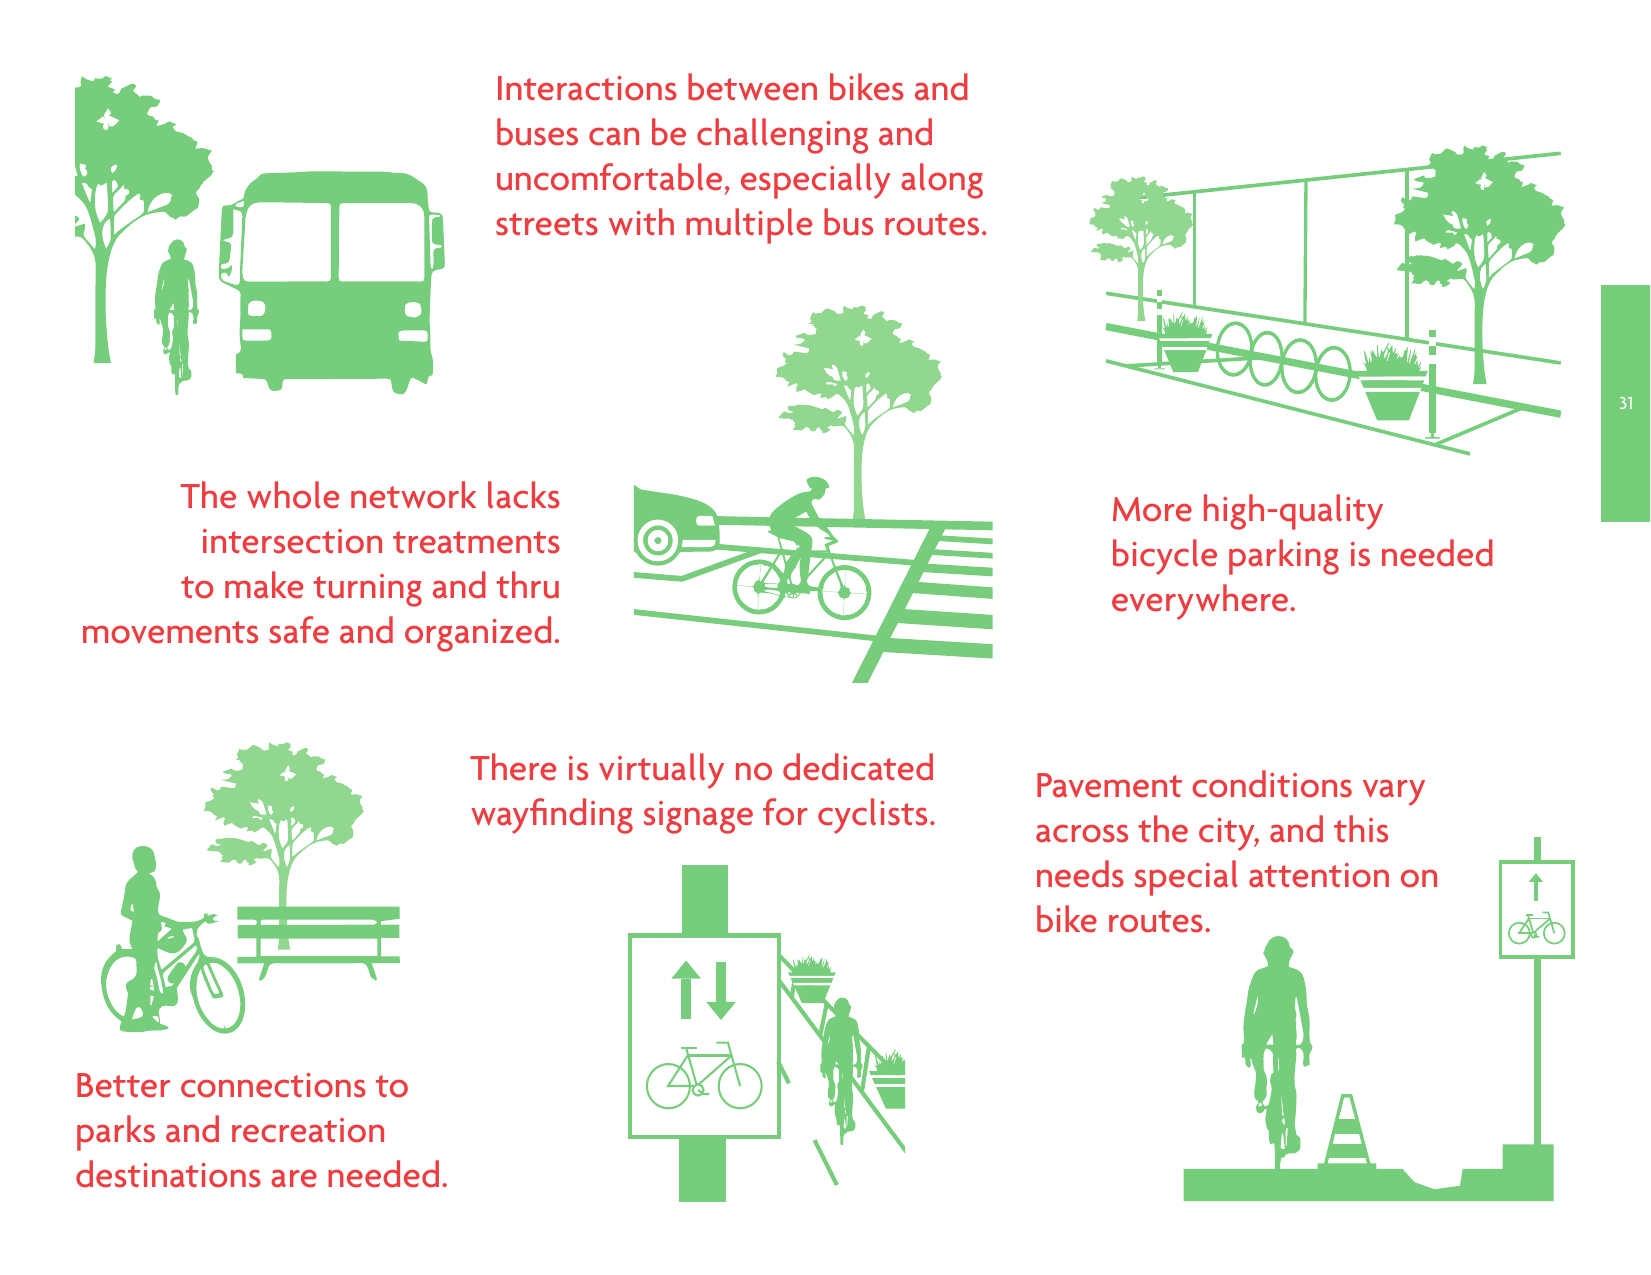 Interactions between bikes and
buses can be challenging and
uncomfortable, especially along
streets with multiple bus routes.
31
The whole network lacks
intersection treatments
to make turning and thru
movements safe and organized.
More high-quality
bicycle parking is needed
everywhere.
There is virtually no dedicated
wayfinding signage for cyclists.
Pavement conditions vary
across the city, and this
needs special attention on
bike routes.
Better connections to
parks and recreation
destinations are needed.